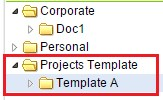 Corporate
Doc1
Personal
Projects Template
Template A